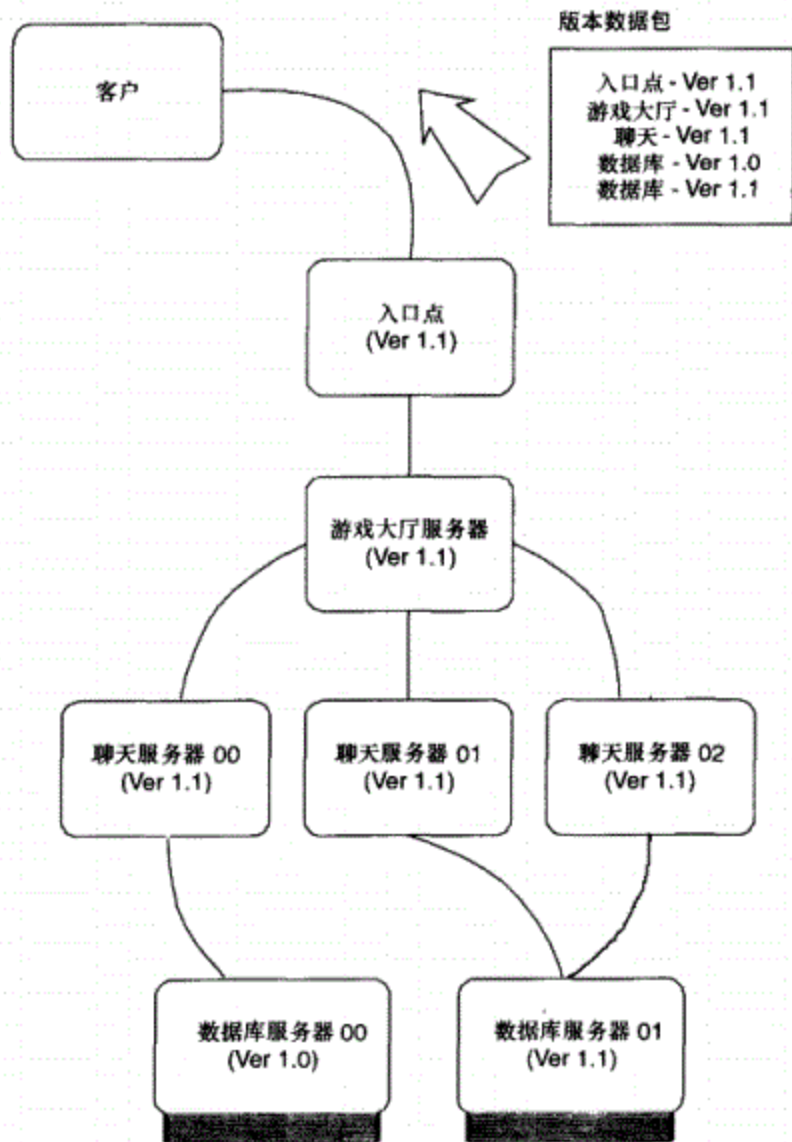 版本数据包
客户
入口点 - Ver 1.1
游戏大厅 - Ver 1.1
聊天 - Ver 1.1
数据库 - Ver 1.0
数据库 - Ver 1.1
入口点
(Ver 1.1)
游戏大厅服务器
(Ver 1.1)
聊天服务器 00
(Ver 1.1)
聊天服务器 01
(Ver 1.1)
聊天服务器 02
(Ver 1.1)
数据库服务器 00
(Ver 1.0)
数据库服务器 01
(Ver 1.1)